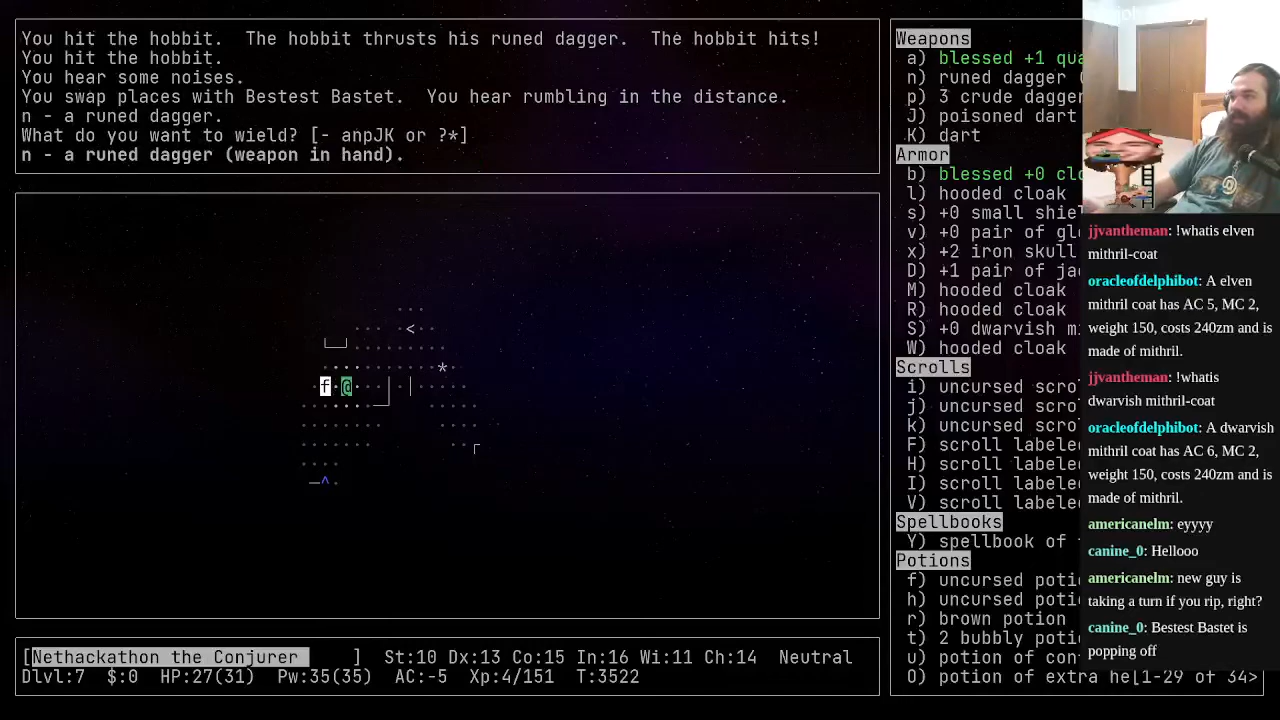 You hit the hobbit.  The hobbit thrusts his runed dagger.  The hobbit hits!
You hit the hobbit.
You hear some noises.
You swap places with Bestest Bastet.  You hear rumbling in the distance.
n - a runed dagger.
What do you want to wield? [- anpJK or ?*]
n - a runed dagger (weapon in hand).
<
*
f @
^
[Nethackathon the Conjurer ] St:10 Dx:13 Co:15 In:16 Wi:11 Ch:14 Neutral
Dlvl:7 $:0 HP:27(31) Pw:35(35) AC:-5 Xp:4/151 T:3522
Weapons
a) blessed +1 qua
n) runed dagger
p) 3 crude dagger
J) poisoned dart
K) dart
Armor
b) blessed +0 clo
l) hooded cloak
s) +0 small shie
v) +0 pair of gl
x) +2 iron skull
D) +1 pair of ja
M) hooded cloak
R) hooded cloak
S) +0 dwarvish m
W) hooded cloak
Scrolls
i) uncursed scro
j) uncursed scro
k) uncursed scro
F) scroll labele
H) scroll labele
I) scroll labele
V) scroll labele
Spellbooks
Y) spellbook of
Potions
f) uncursed potio
h) uncursed potio
r) brown potion
t) 2 bubbly poti
u) potion of con
O) potion of extra he[1-29 of 34>
jjvantheman: !whatis elven
mithril-coat
oracleofdelphibot: A elven
mithril coat has AC 5, MC 2,
weight 150, costs 240zm and is
made of mithril.
jjvantheman: !whatis
dwarvish mithril-coat
oracleofdelphibot: A dwarvish
mithril coat has AC 6, MC 2,
weight 150, costs 240zm and is
made of mithril.
americanelm: eyyyy
canine_0: Hellooo
americanelm: new guy is
taking a turn if you rip, right?
canine_0: Bestest Bastet is
popping off